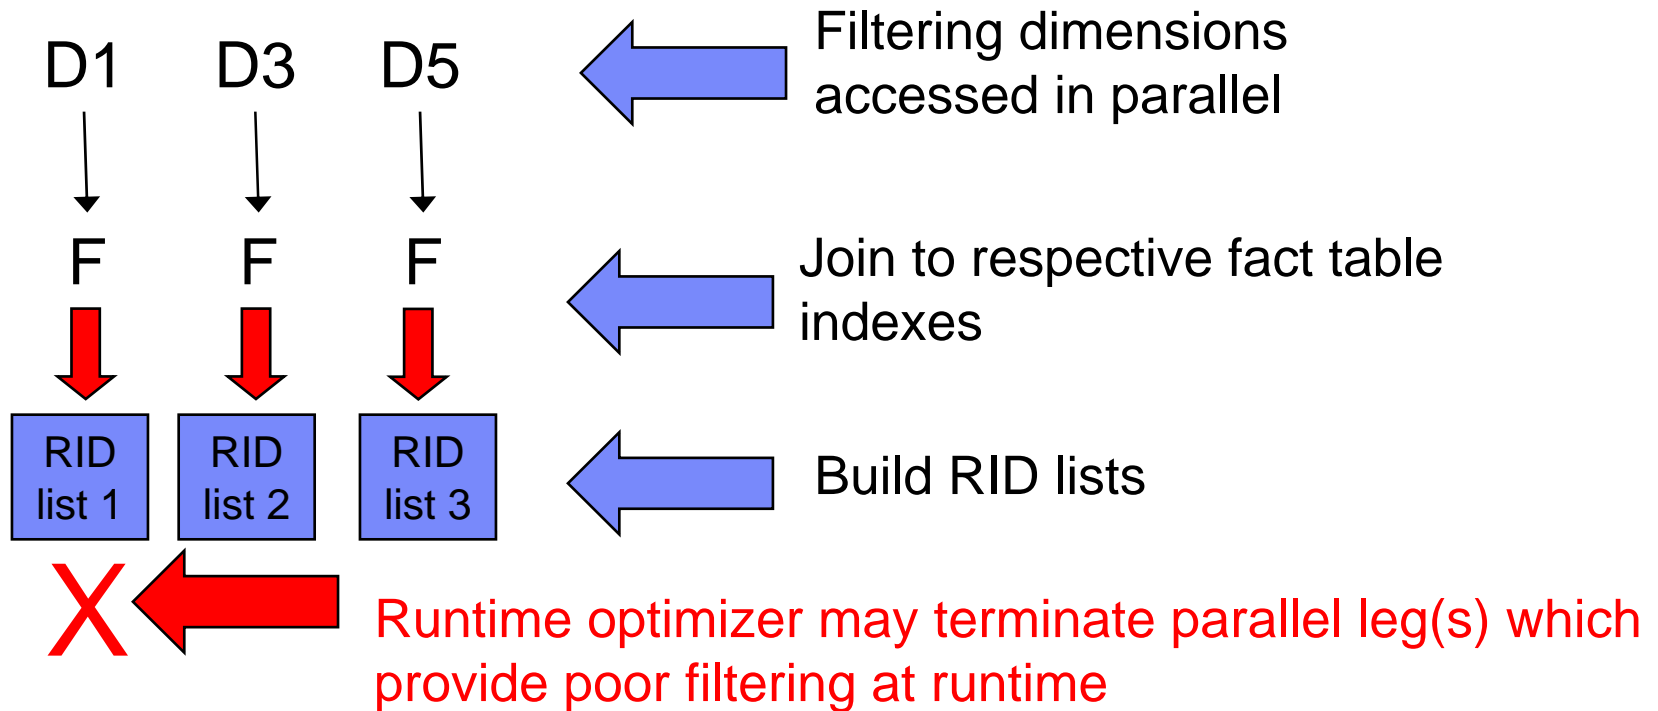 D1 D3 D5
Filtering dimensions
accessed in parallel
F F F
Join to respective fact table
indexes
RID RID RID
list 1 list 2 list 3
Build RID lists
X
Runtime optimizer may terminate parallel leg(s) which
provide poor filtering at runtime